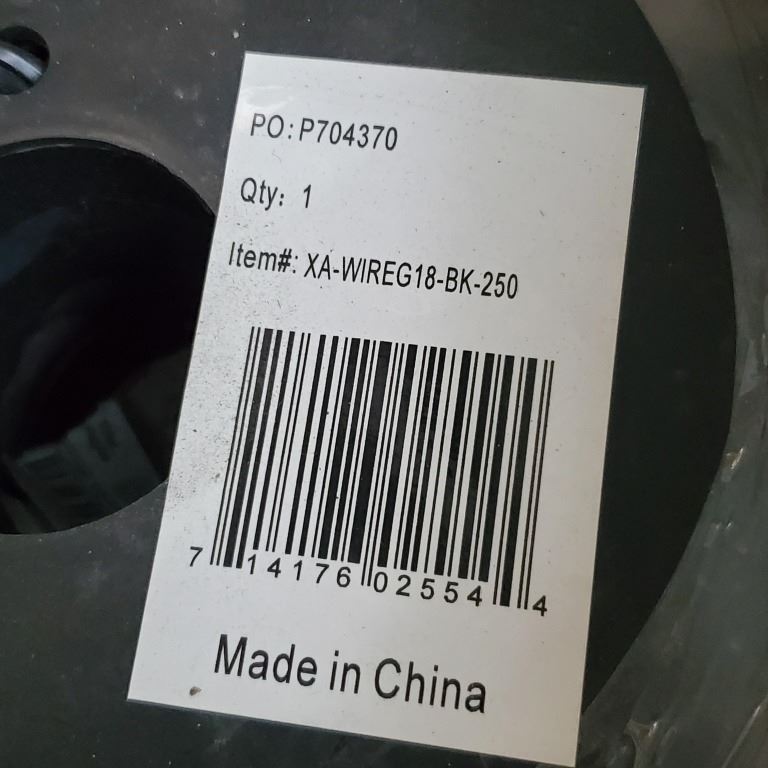 PO: P704370
Qty: 1
Item#: XA-WIREG18-BK-250
7 14176 02554 4
Made in China